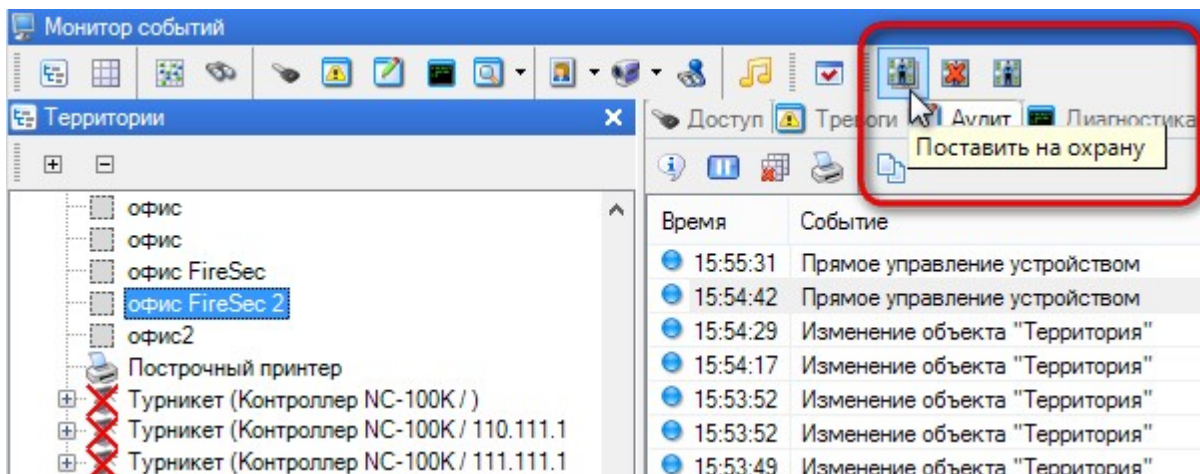 Монитор событий
Территории
офис
офис
офис FireSec
офис FireSec 2
офис2
Построчный принтер
Турникет (Контроллер NC-100K / )
Турникет (Контроллер NC-100K / 110.111.1
Турникет (Контроллер NC-100K / 111.111.1
Доступ Тревоги Аудит Диагностика
Поставить на охрану
Время Событие
15:55:31 Прямое управление устройством
15:54:42 Прямое управление устройством
15:54:29 Изменение объекта "Территория"
15:54:17 Изменение объекта "Территория"
15:53:52 Изменение объекта "Территория"
15:53:52 Изменение объекта "Территория"
15:53:49 Изменение объекта "Территория"